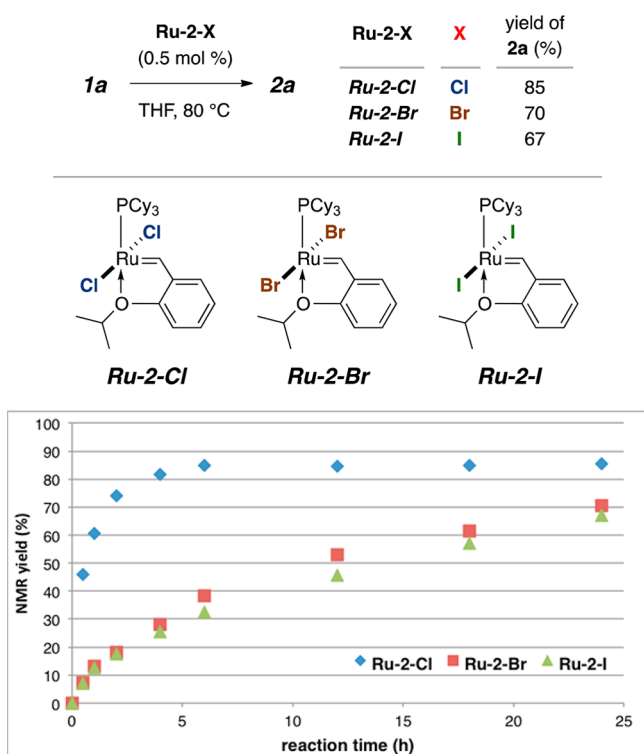 Ru-2-X
(0.5 mol %)
1a
2a
THF, 80 °C
Ru-2-X X yield of 2a (%)
Ru-2-Cl Cl 85
Ru-2-Br Br 70
Ru-2-I I 67
PCy3 PCy3 PCy3
Cl Br I
Ru Ru Ru
Cl Br I
O O O
Ru-2-Cl Ru-2-Br Ru-2-I
100
90
80
70
60
50
40
30
20
10
0
NMR yield (%)
Ru-2-Cl Ru-2-Br Ru-2-I
0 5 10 15 20 25
reaction time (h)